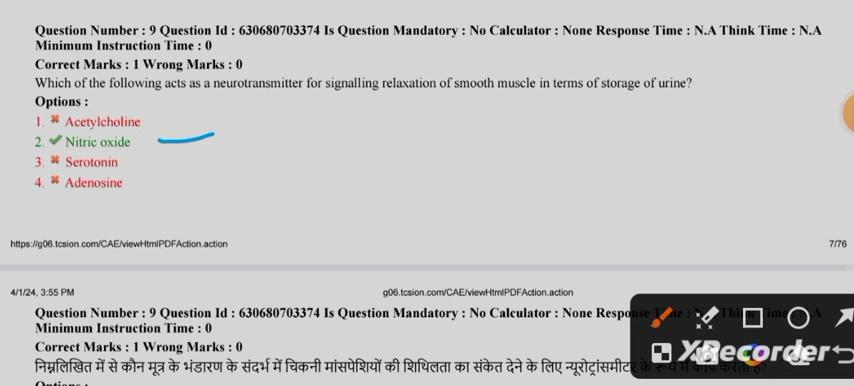 Question Number : 9 Question Id : 630680703374 Is Question Mandatory : No Calculator : None Response Time : N.A Think Time : N.A
Minimum Instruction Time : 0
Correct Marks : 1 Wrong Marks : 0
Which of the following acts as a neurotransmitter for signalling relaxation of smooth muscle in terms of storage of urine?
Options :
1. ✖ Acetylcholine
2. ✔ Nitric oxide
3. ✖ Serotonin
4. ✖ Adenosine
https://g06.tcsion.com/CAE/viewHtmlPDFAction.action 7/76
4/1/24, 3:55 PM g06.tcsion.com/CAE/viewHtmlPDFAction.action
Question Number : 9 Question Id : 630680703374 Is Question Mandatory : No Calculator : None Response
Minimum Instruction Time : 0
Correct Marks : 1 Wrong Marks : 0
XRecorder
निम्नलिखित में से कौन मूत्र के भंडारण के संदर्भ में चिकनी मांसपेशियों की शिथिलता का संकेत देने के लिए न्यूरोट्रांसमीटर के रूप में
Options :